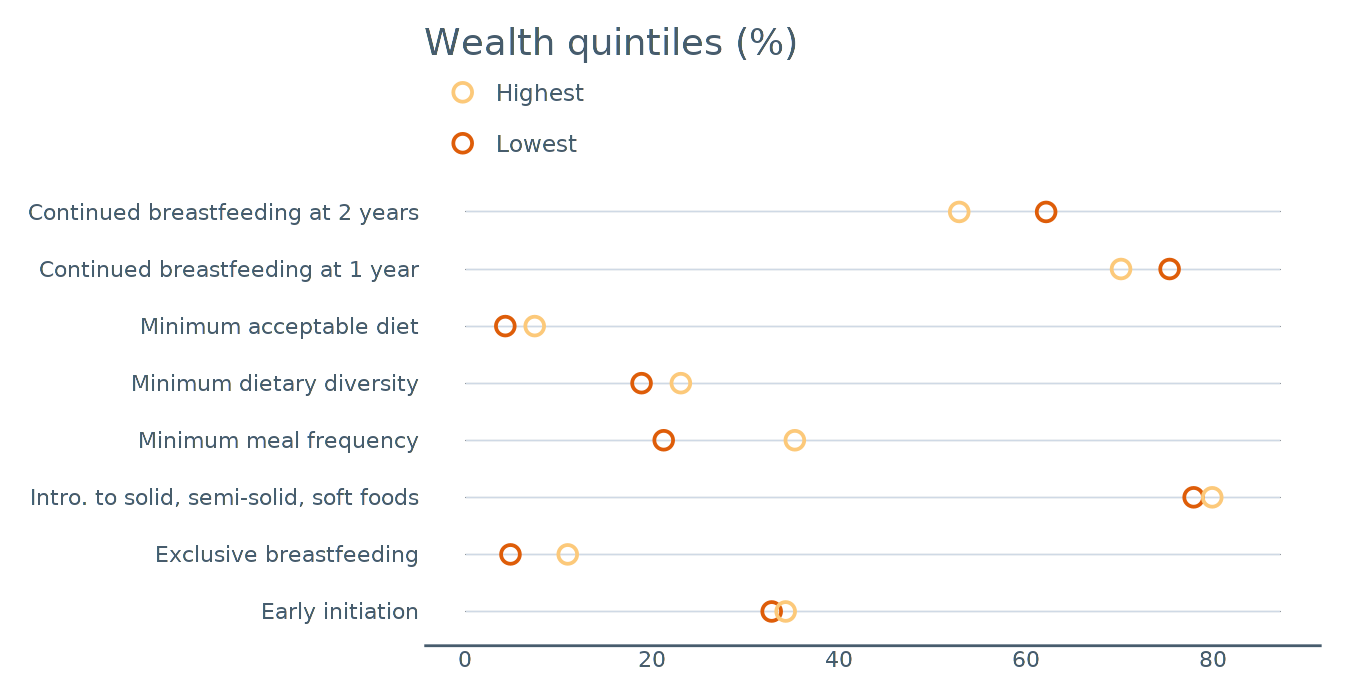 Wealth quintiles (%)
Highest
Lowest
Continued breastfeeding at 2 years
Continued breastfeeding at 1 year
Minimum acceptable diet
Minimum dietary diversity
Minimum meal frequency
Intro. to solid, semi-solid, soft foods
Exclusive breastfeeding
Early initiation
0 20 40 60 80